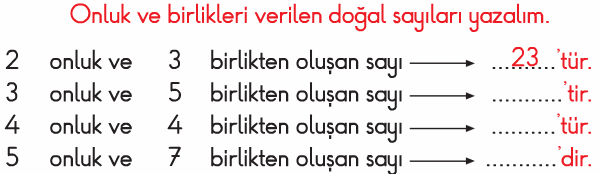 Onluk ve birlikleri verilen doğal sayıları yazalım.
2 onluk ve 3 birlikten oluşan sayı ⟶ ....23....'tür.
3 onluk ve 5 birlikten oluşan sayı ⟶ ...........'tir.
4 onluk ve 4 birlikten oluşan sayı ⟶ ..........'tür.
5 onluk ve 7 birlikten oluşan sayı ⟶ ...........'dir.